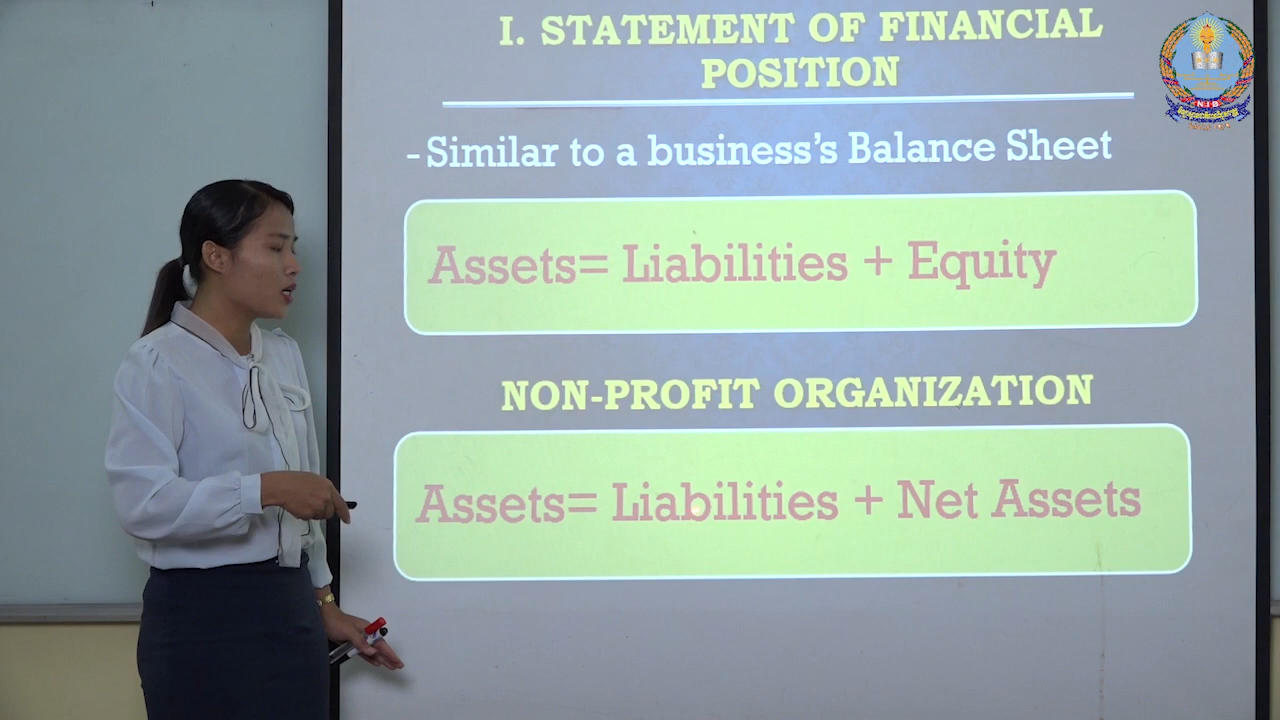 I. STATEMENT OF FINANCIAL
POSITION
- Similar to a business's Balance Sheet
Assets= Liabilities + Equity
NON-PROFIT ORGANIZATION
Assets= Liabilities + Net Assets
N I B